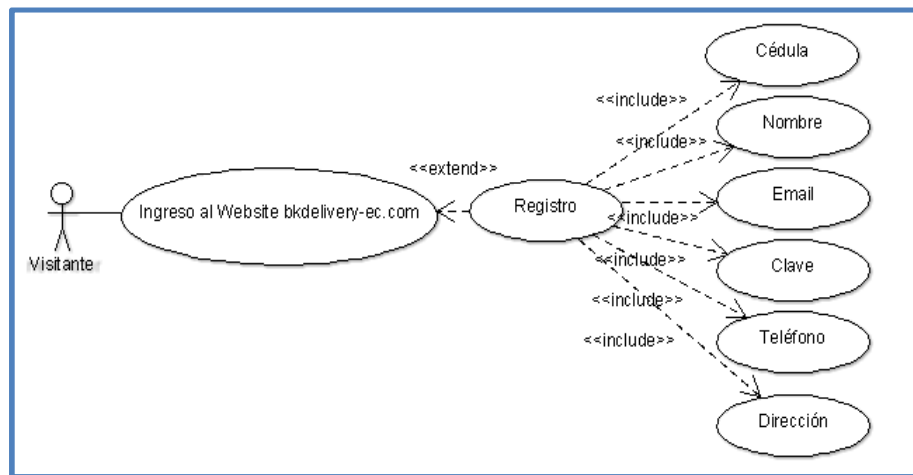 Cédula
<<include>>
Nombre
<<include>>
<<extend>>
Email
Ingreso al Website bkdelivery-ec.com
Registro
<<include>>
Visitante
Clave
<<include>>
<<include>>
Teléfono
<<include>>
Dirección